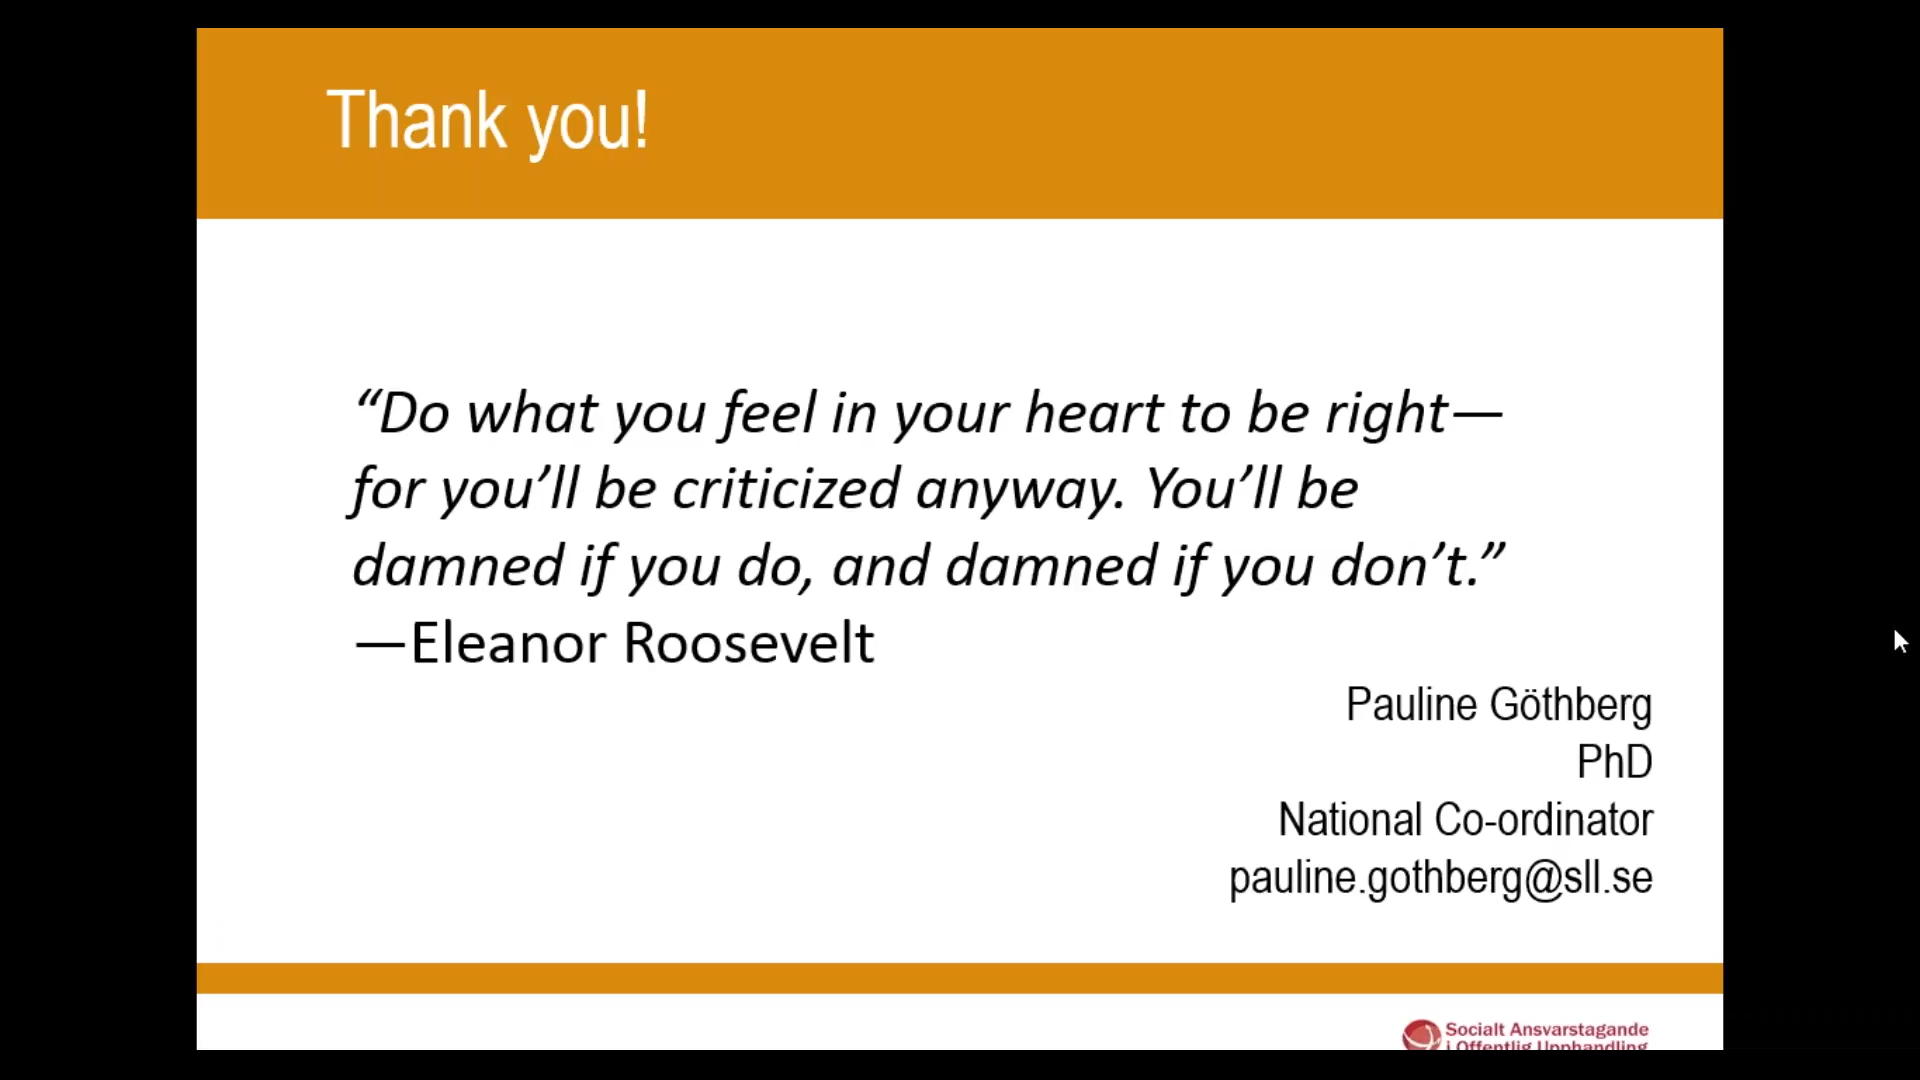 Thank you!
“Do what you feel in your heart to be right—
for you’ll be criticized anyway. You’ll be
damned if you do, and damned if you don’t.”
—Eleanor Roosevelt
Pauline Göthberg
PhD
National Co-ordinator
pauline.gothberg@sll.se
Socialt Ansvarstagande
i Offentlig Upphandling